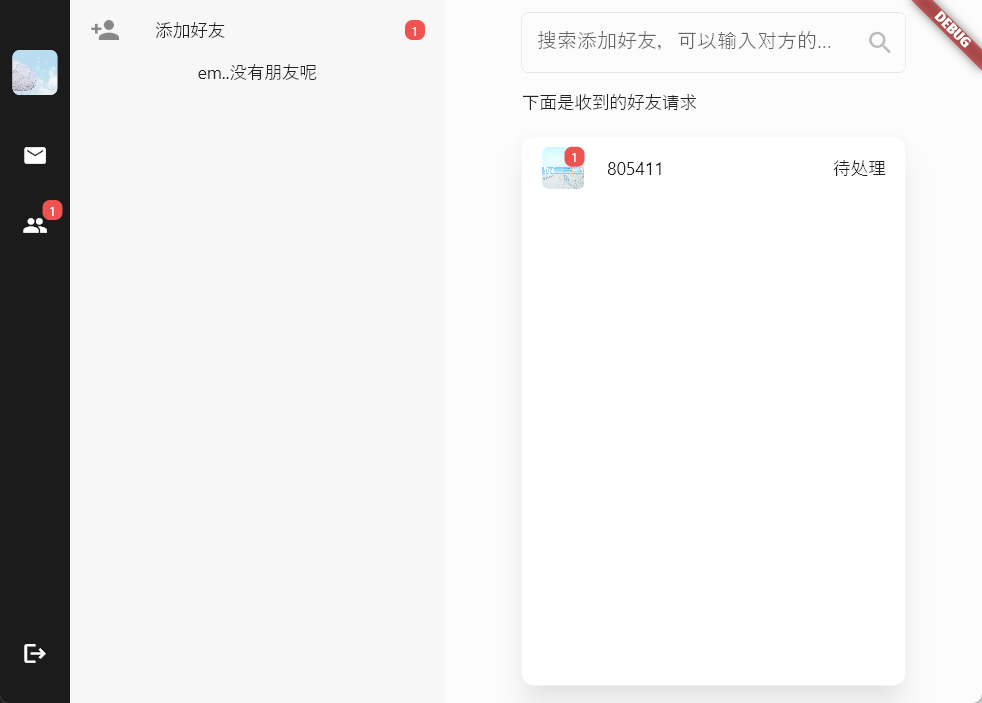 添加好友
1
em..没有朋友呢
1
搜索添加好友，可以输入对方的...
DEBUG
下面是收到的好友请求
1
805411
待处理